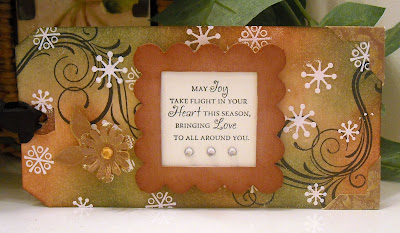 MAY Joy
TAKE FLIGHT IN YOUR
Heart THIS SEASON,
BRINGING Love
TO ALL AROUND YOU.